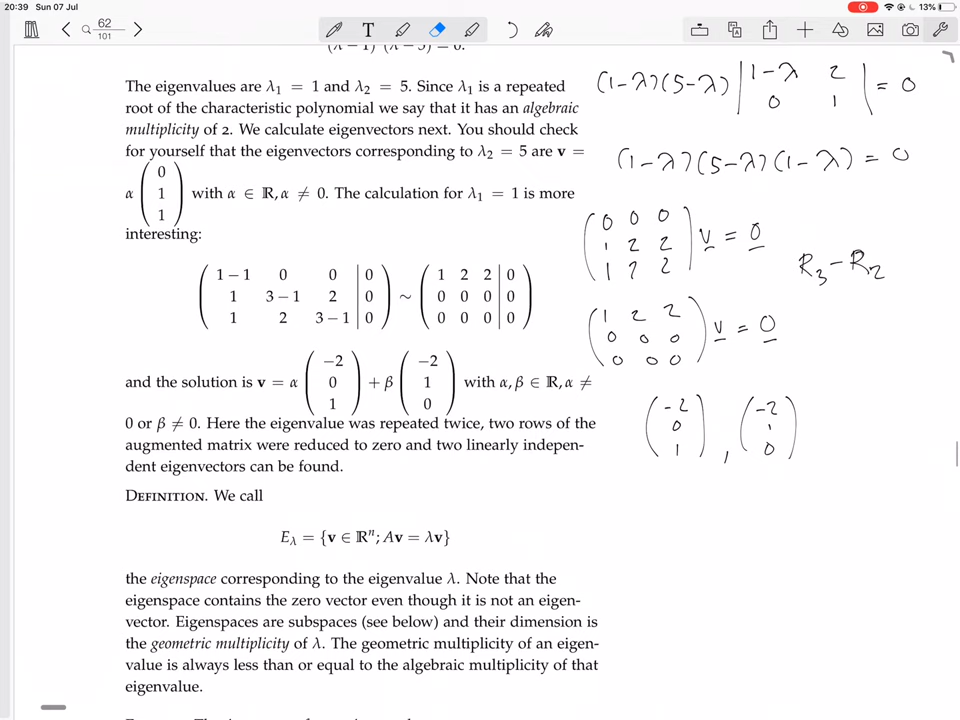 20:39 Sun 07 Jul
13%
62
101
T
(λ − 1) (λ − 5) = 0.
The eigenvalues are λ₁ = 1 and λ₂ = 5. Since λ₁ is a repeated
root of the characteristic polynomial we say that it has an algebraic
multiplicity of 2. We calculate eigenvectors next. You should check
for yourself that the eigenvectors corresponding to λ₂ = 5 are v =
α ( 0 1 1 ) with α ∈ ℝ, α ≠ 0. The calculation for λ₁ = 1 is more
interesting:
( 1 − 1 0 0 | 0
1 3 − 1 2 | 0
1 2 3 − 1 | 0 ) ∼ ( 1 2 2 | 0
0 0 0 | 0
0 0 0 | 0 )
and the solution is v = α ( −2 0 1 ) + β ( −2 1 0 ) with α, β ∈ ℝ, α ≠
0 or β ≠ 0. Here the eigenvalue was repeated twice, two rows of the
augmented matrix were reduced to zero and two linearly indepen-
dent eigenvectors can be found.
DEFINITION. We call
E_λ = {v ∈ ℝⁿ; Av = λv}
the eigenspace corresponding to the eigenvalue λ. Note that the
eigenspace contains the zero vector even though it is not an eigen-
vector. Eigenspaces are subspaces (see below) and their dimension is
the geometric multiplicity of λ. The geometric multiplicity of an eigen-
value is always less than or equal to the algebraic multiplicity of that
eigenvalue.
(1−λ)(5−λ) | 1−λ 2
0 1 | = 0
(1−λ)(5−λ)(1−λ) = 0
( 0 0 0
1 2 2
1 2 2 ) v = 0
R₃ − R₂
( 1 2 2
0 0 0
0 0 0 ) v = 0
( −2 0 1 ) , ( −2 1 0 )